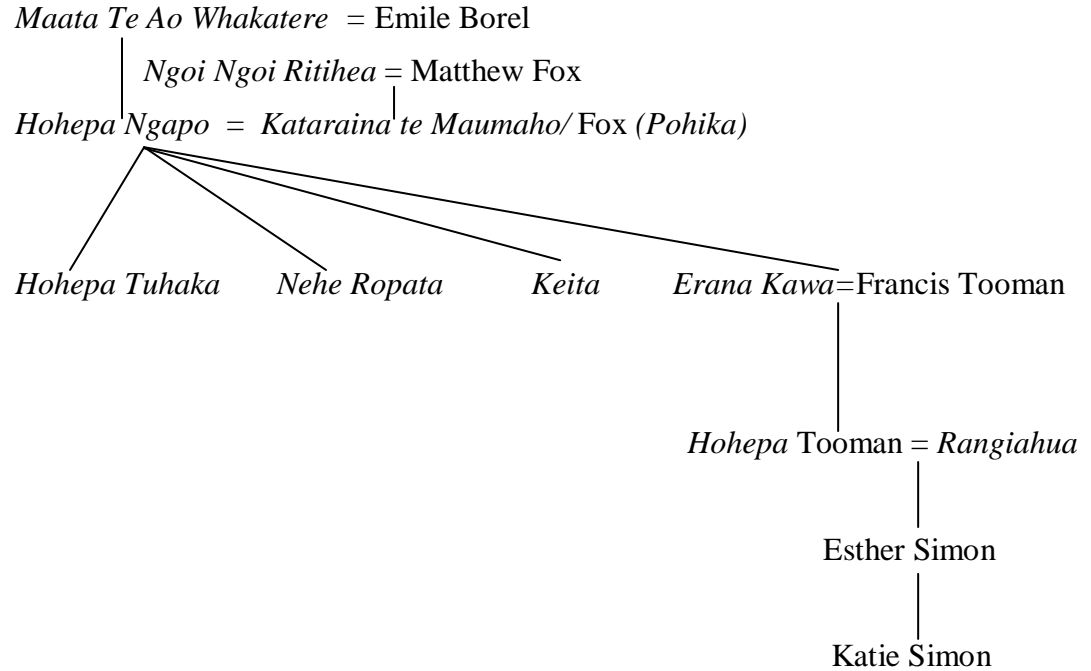 Maata Te Ao Whakatere = Emile Borel
Ngoi Ngoi Ritihea = Matthew Fox
Hohepa Ngapo = Kataraina te Maumaho/ Fox (Pohika)
Hohepa Tuhaka Nehe Ropata Keita Erana Kawa=Francis Tooman
Hohepa Tooman = Rangiahua
Esther Simon
Katie Simon